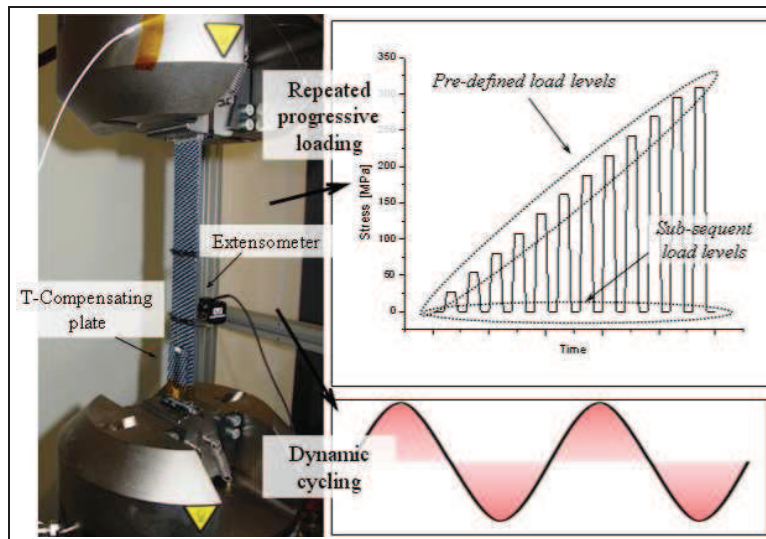 Repeated
progressive
loading
Extensometer
T-Compensating
plate
Dynamic
cycling
Pre-defined load levels
Sub-sequent
load levels
Stress [MPa]
350
300
250
200
150
100
50
0
Time